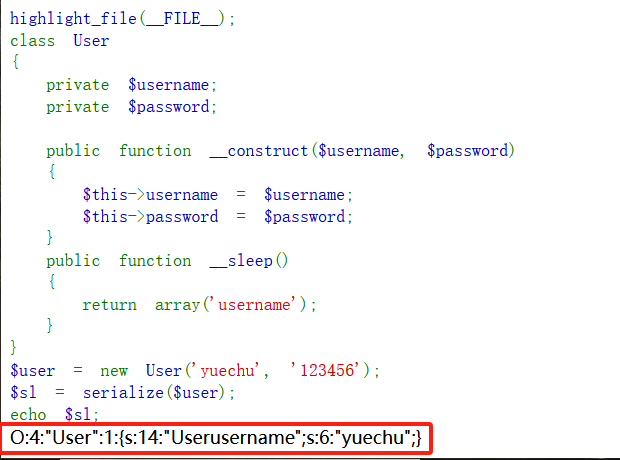 highlight_file(__FILE__);
class User
{
    private $username;
    private $password;
    public function __construct($username, $password)
    {
        $this->username = $username;
        $this->password = $password;
    }
    public function __sleep()
    {
        return array('username');
    }
}
$user = new User('yuechu', '123456');
$sl = serialize($user);
echo $sl;
O:4:"User":1:{s:14:"Userusername";s:6:"yuechu";}